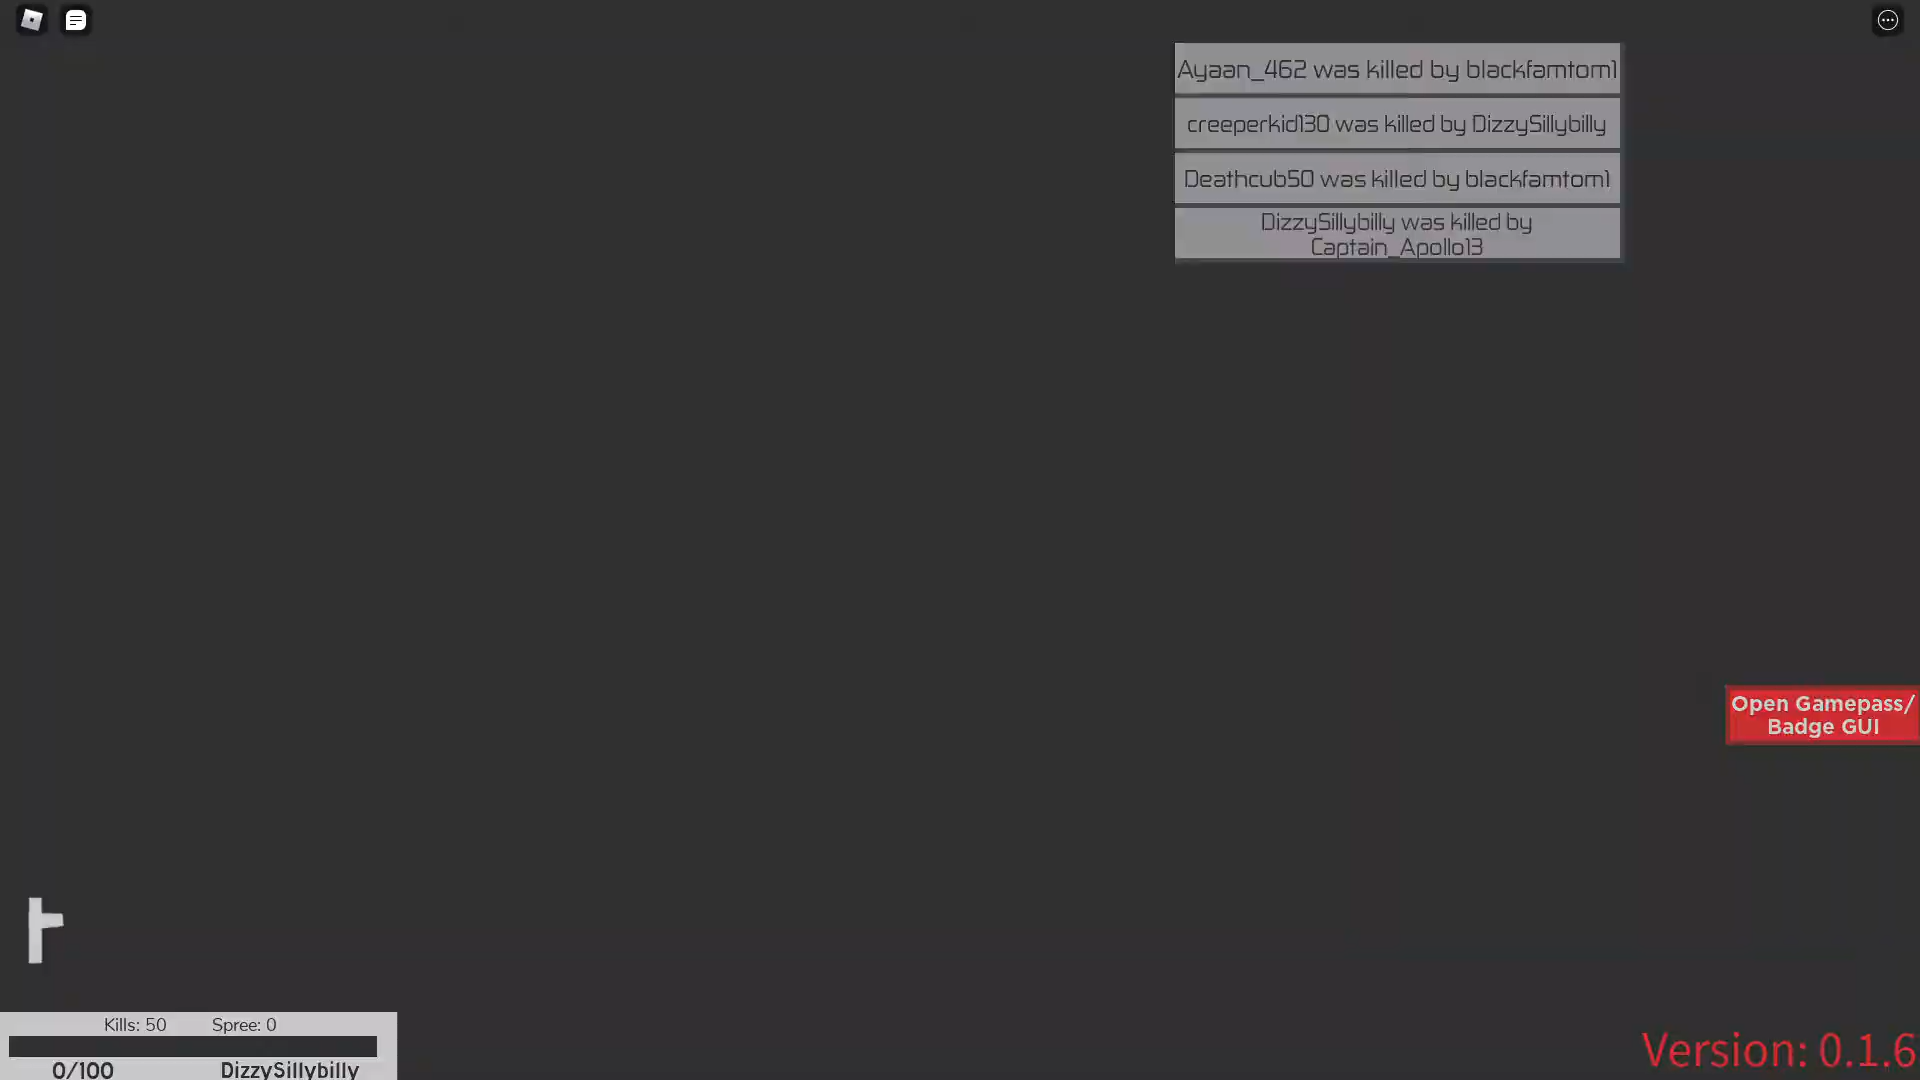 Ayaan_462 was killed by blackfamtom1
creeperkid130 was killed by DizzySillybilly
Deathcub50 was killed by blackfamtom1
DizzySillybilly was killed by
Captain_Apollo13
Open Gamepass/
Badge GUI
Kills: 50 Spree: 0
0/100 DizzySillybilly
Version: 0.1.6